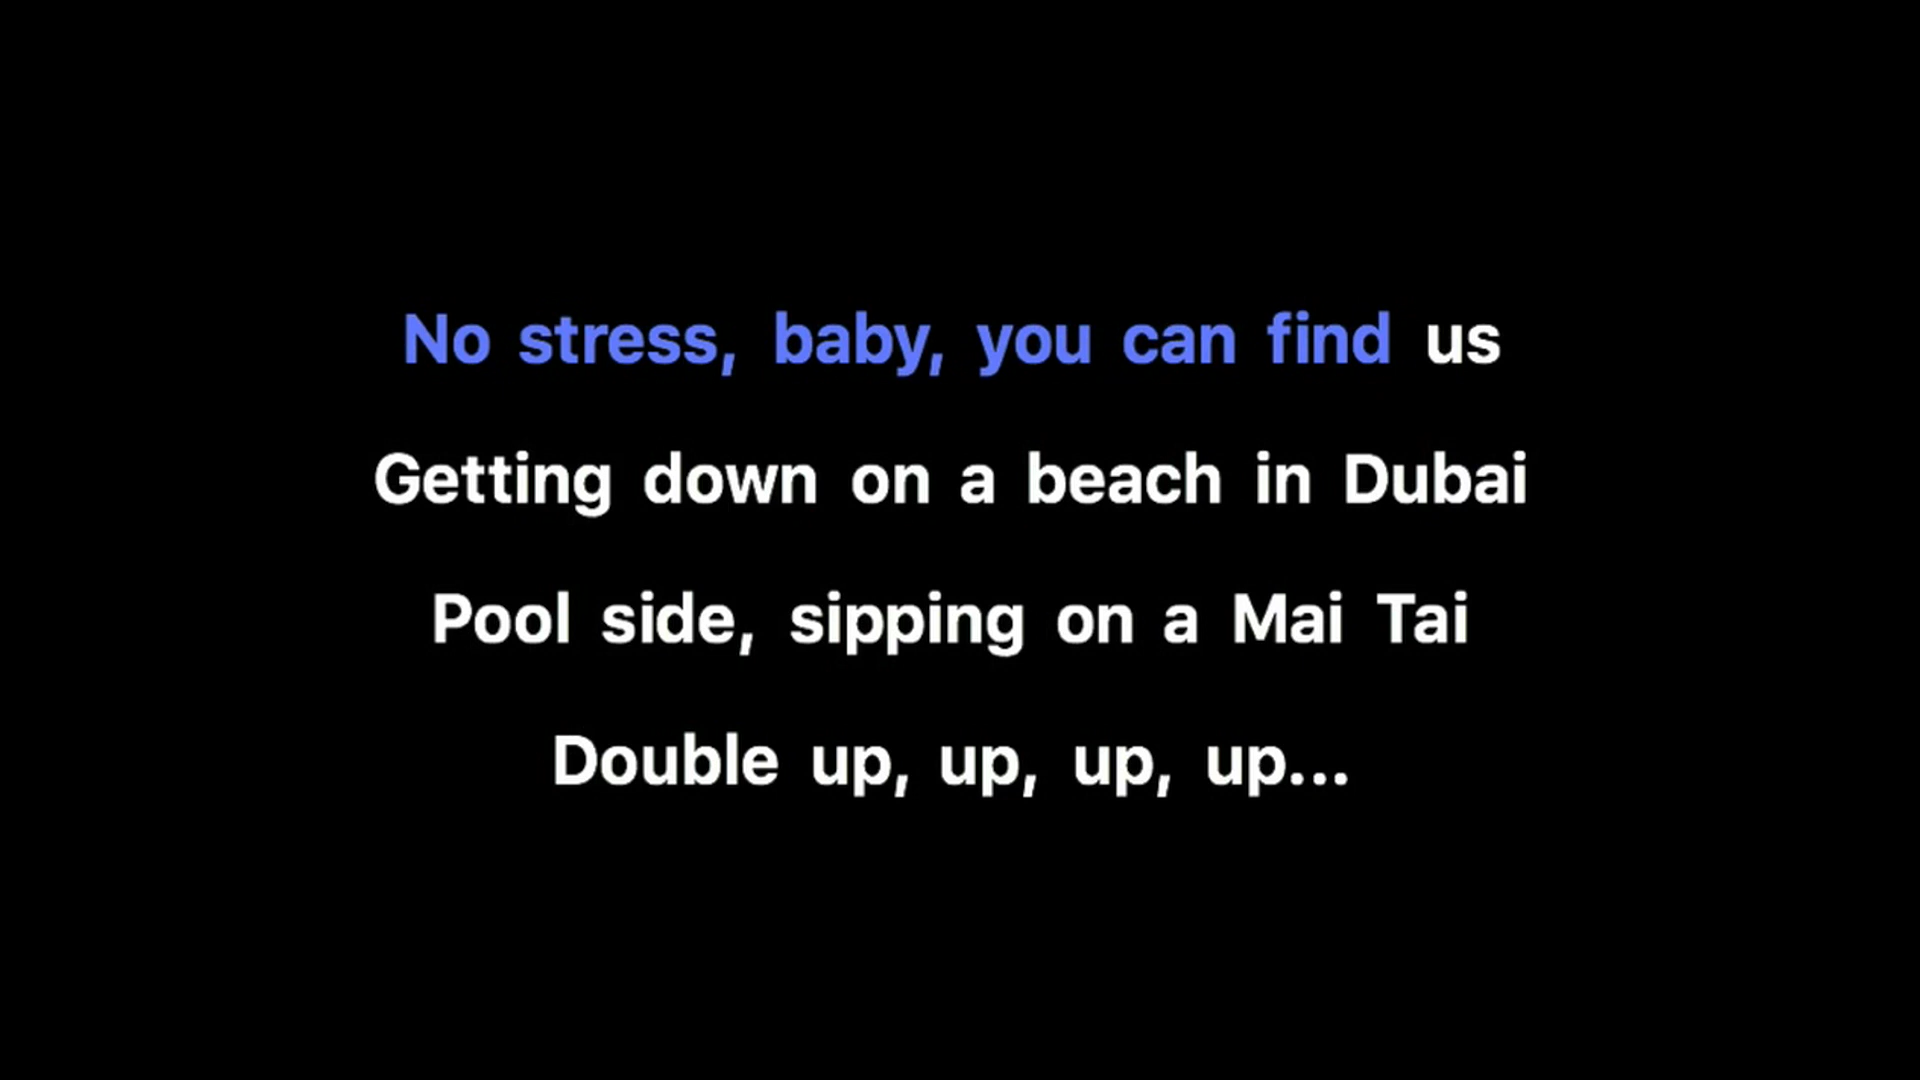 No stress, baby, you can find us
Getting down on a beach in Dubai
Pool side, sipping on a Mai Tai
Double up, up, up, up...